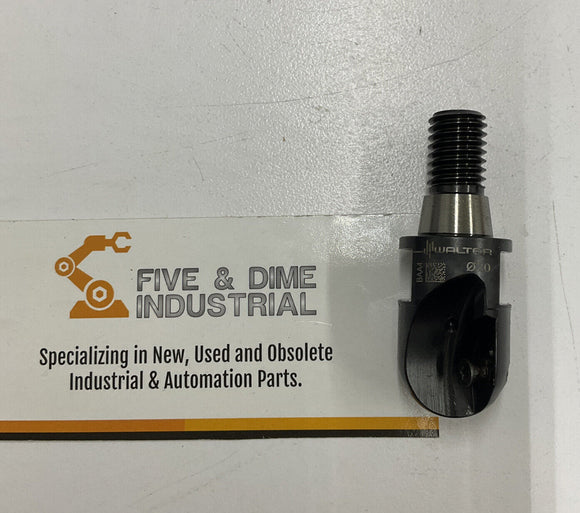 FIVE & DIME
INDUSTRIAL
Specializing in New, Used and Obsolete
Industrial & Automation Parts.
WALTER